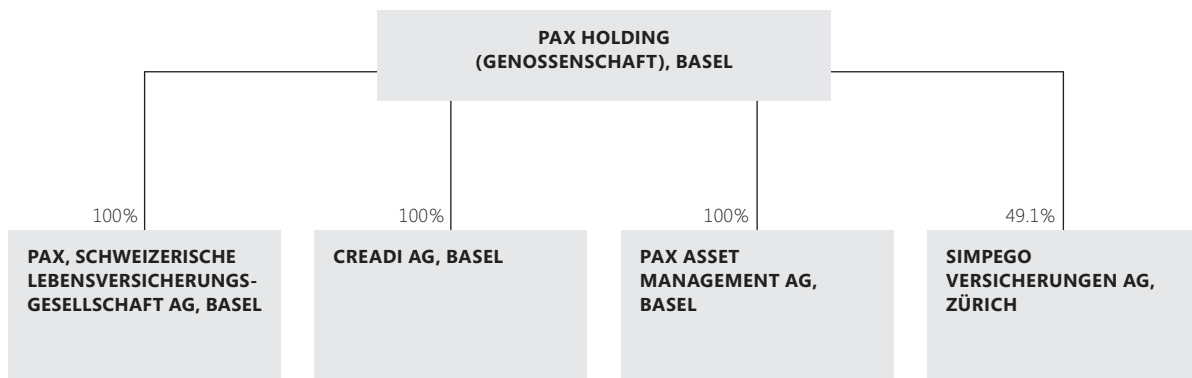 PAX HOLDING
(GENOSSENSCHAFT), BASEL
100%
100%
100%
49.1%
PAX, SCHWEIZERISCHE
LEBENSVERSICHERUNGS-
GESELLSCHAFT AG, BASEL
CREADI AG, BASEL
PAX ASSET
MANAGEMENT AG,
BASEL
SIMPEGO
VERSICHERUNGEN AG,
ZÜRICH